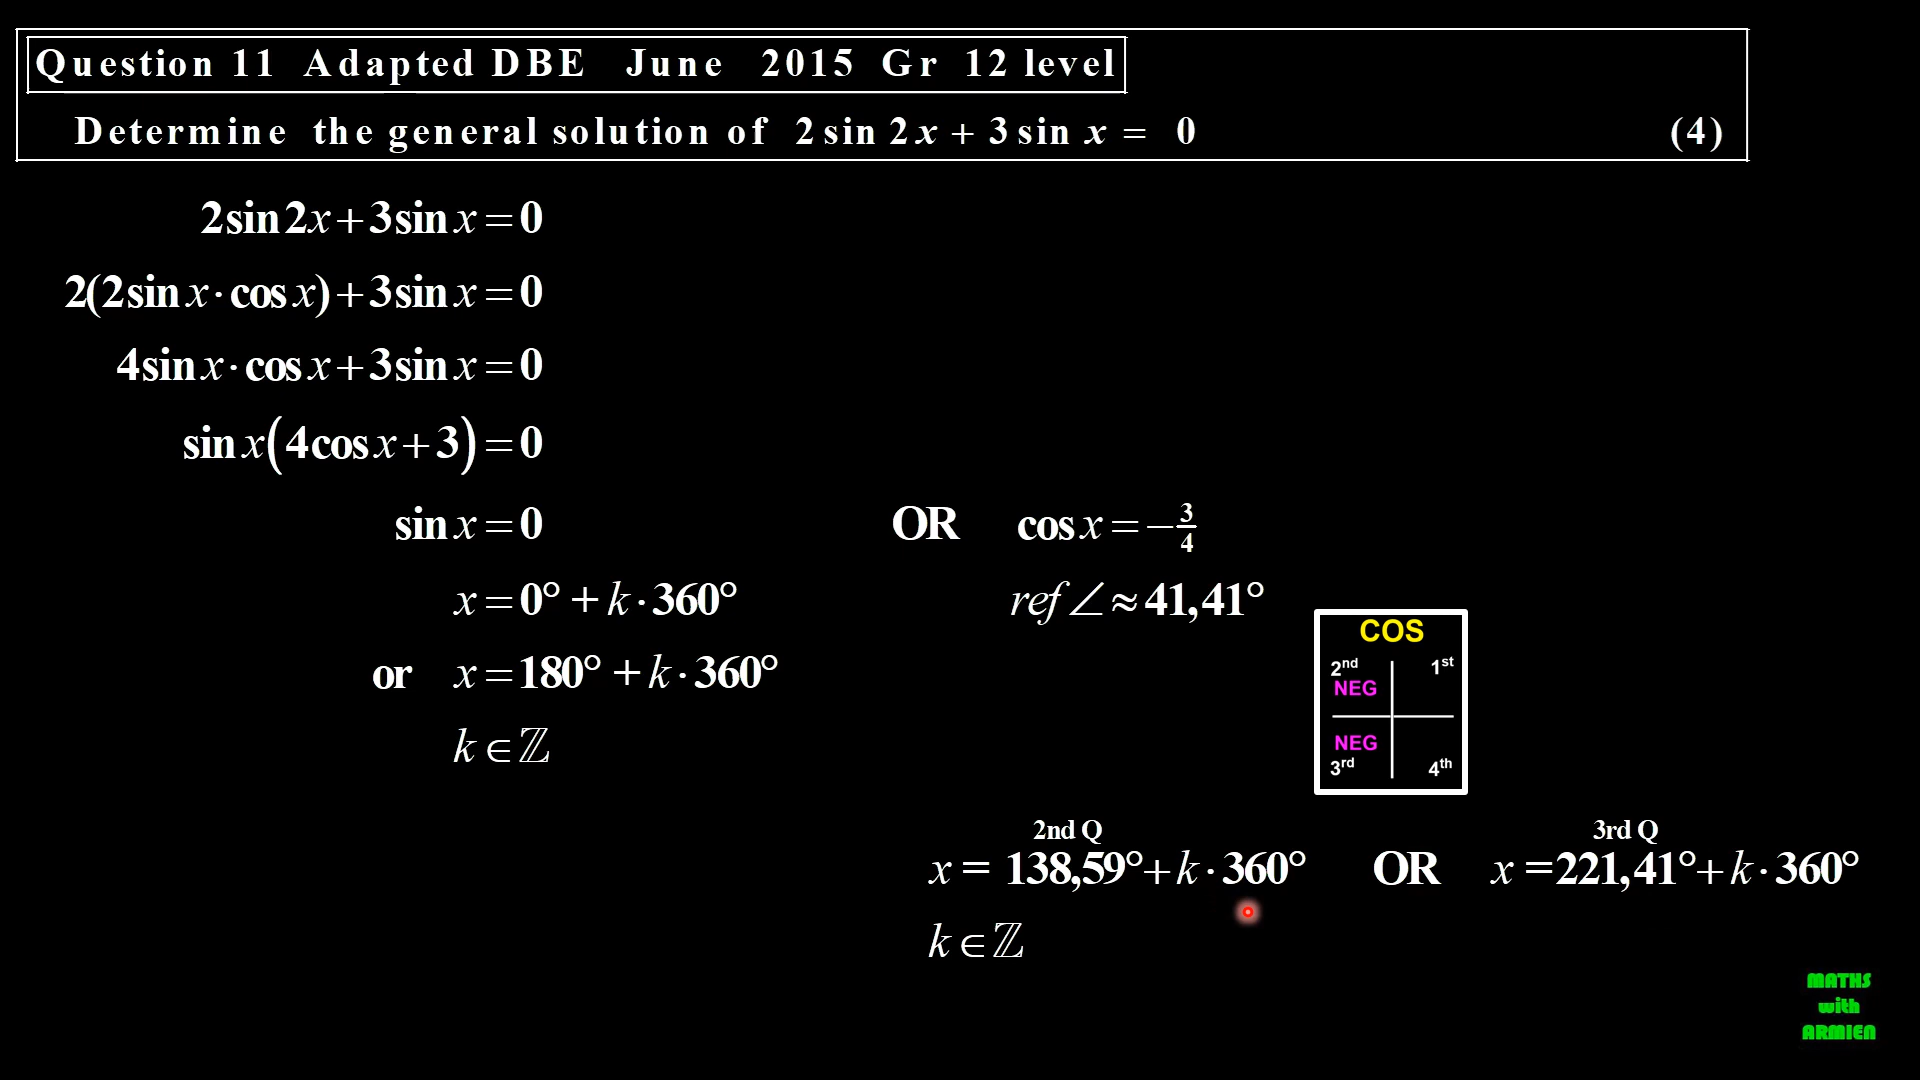 Question 11 Adapted DBE June 2015 Gr 12 level
Determine the general solution of 2 sin 2x + 3 sin x = 0 (4)
2sin2x+3sin x=0
2(2sin x·cos x)+3sin x=0
4sin x·cos x+3sin x=0
sin x(4cos x+3)=0
sin x=0 OR cos x=−3/4
x=0°+k·360° ref∠≈41,41°
or x=180°+k·360°
k∈ℤ
COS
2nd 1st
NEG
NEG
3rd 4th
2nd Q 3rd Q
x= 138,59°+k·360° OR x=221,41°+k·360°
k∈ℤ
MATHS
with
ARMIEN